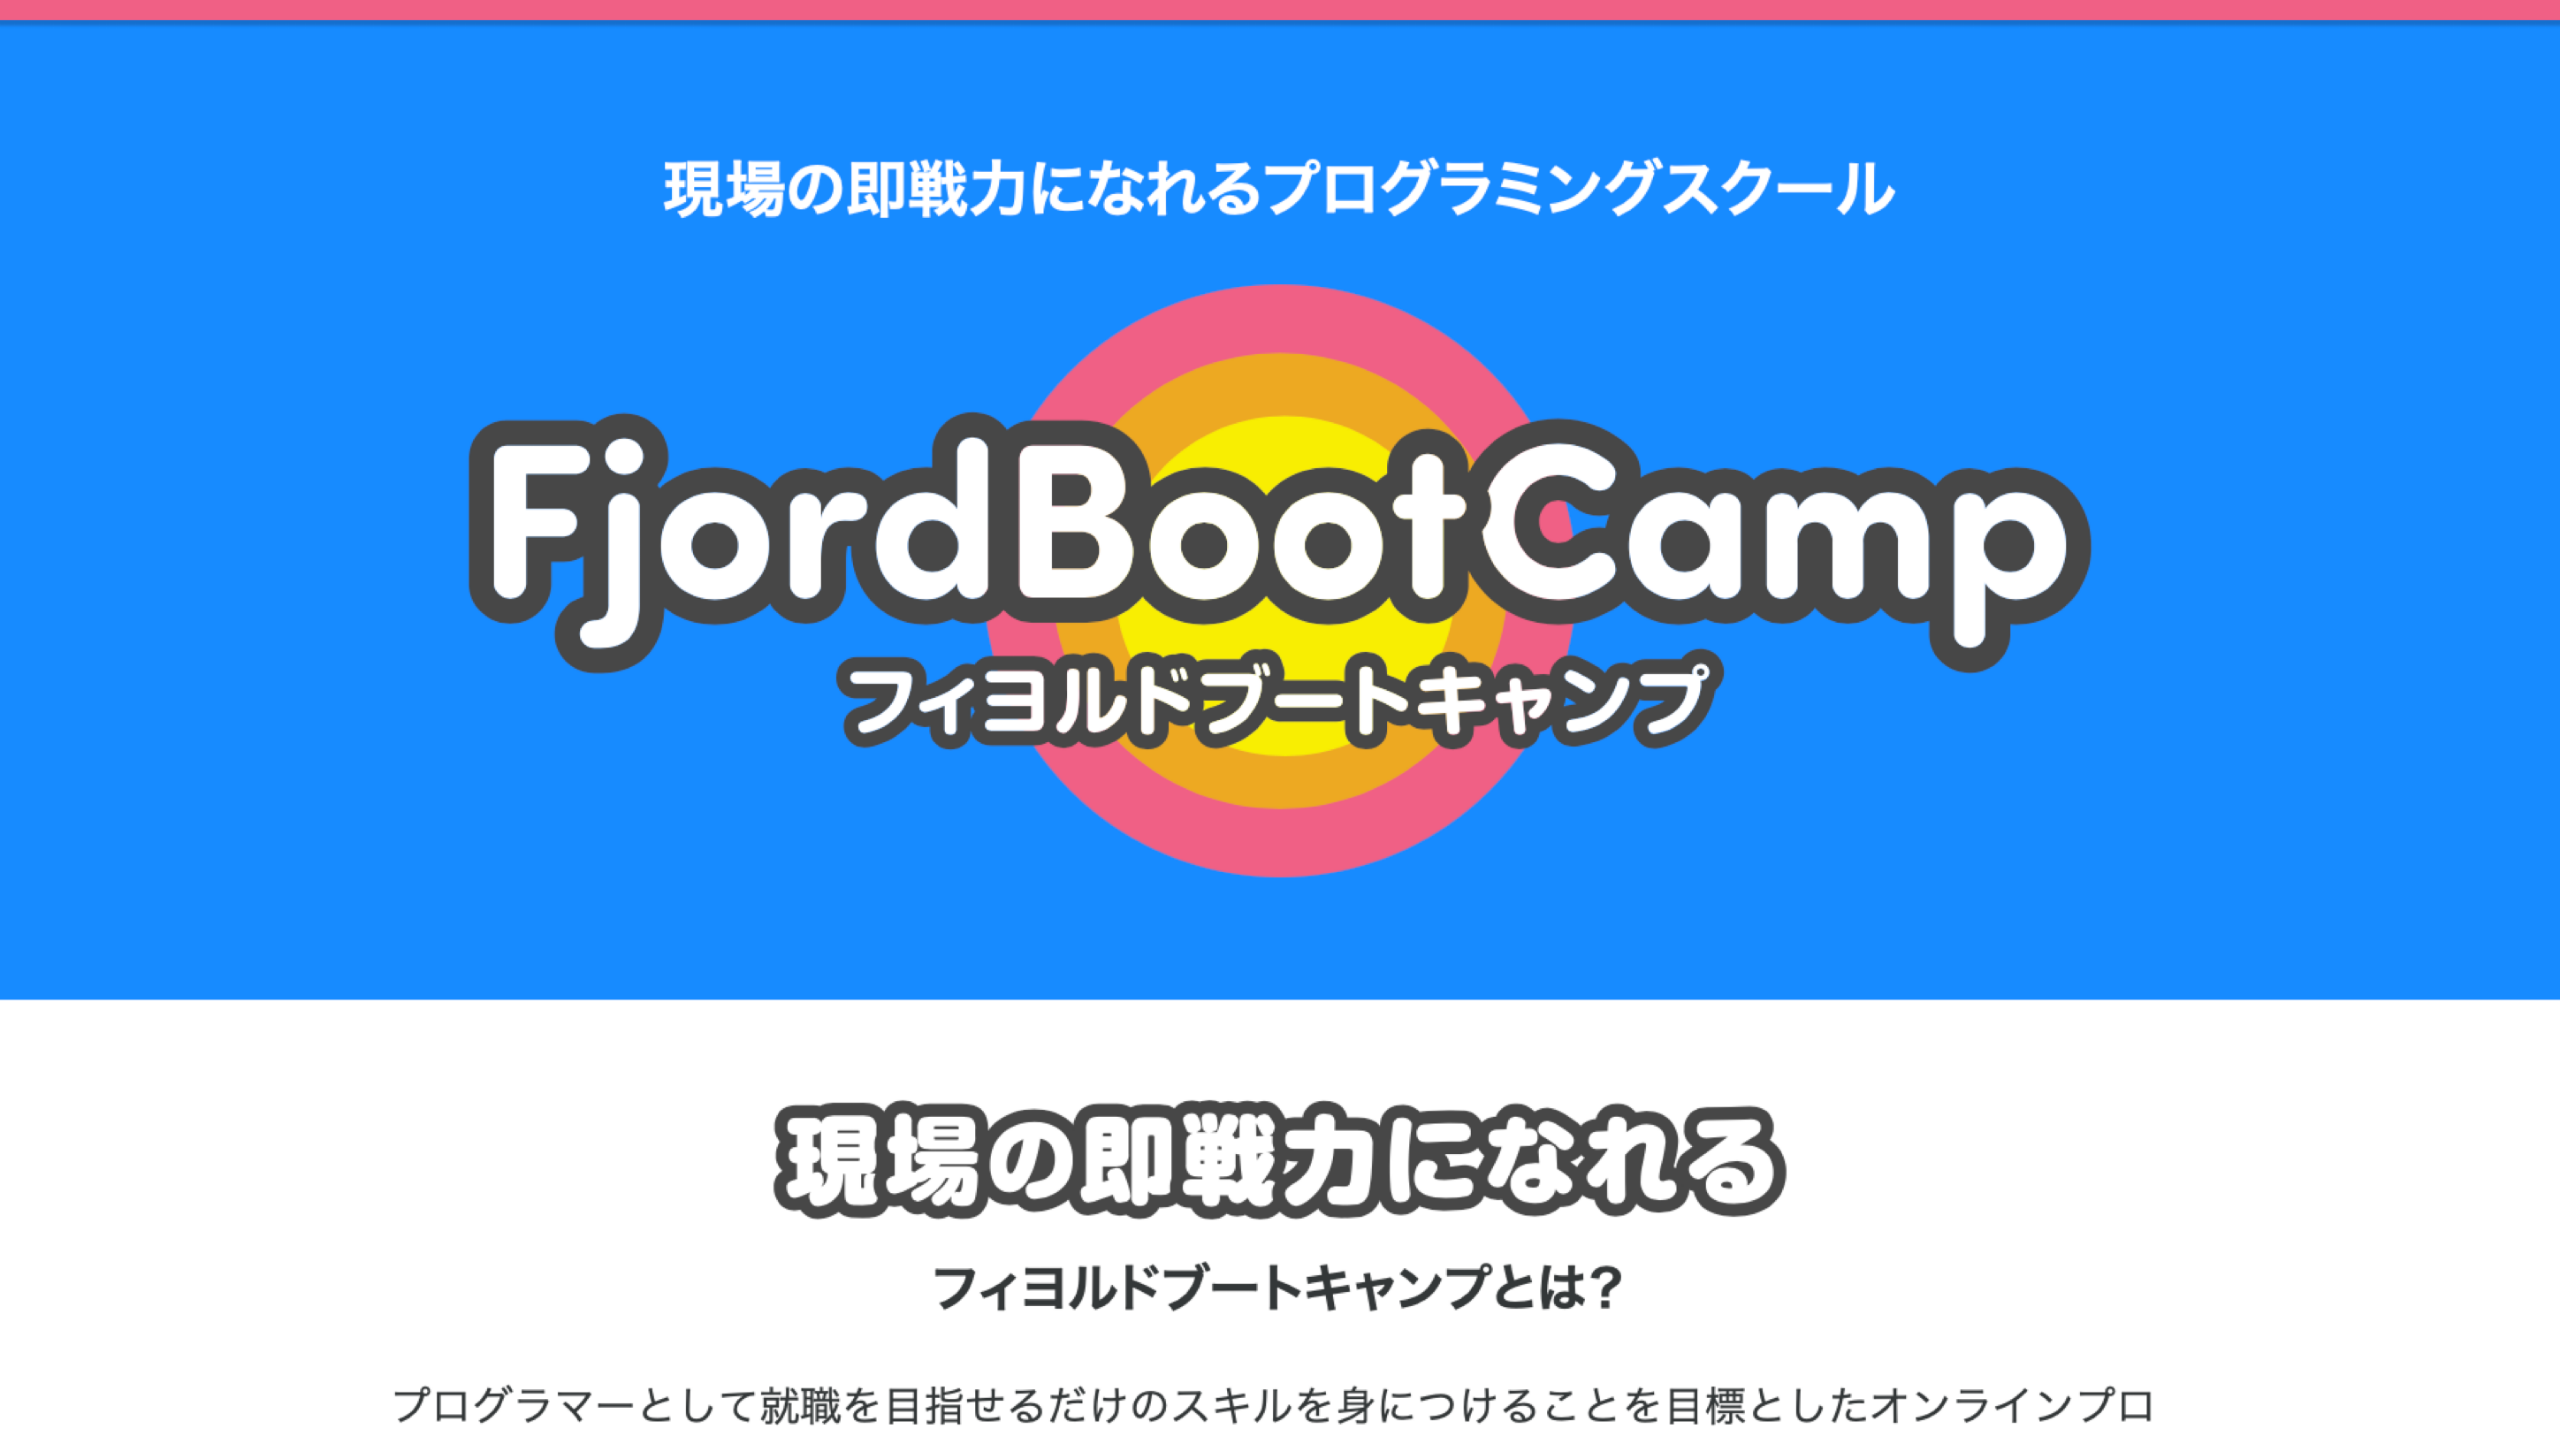 現場の即戦力になれるプログラミングスクール
FjordBootCamp
フィヨルドブートキャンプ
現場の即戦力になれる
フィヨルドブートキャンプとは？
プログラマーとして就職を目指せるだけのスキルを身につけることを目標としたオンラインプロ